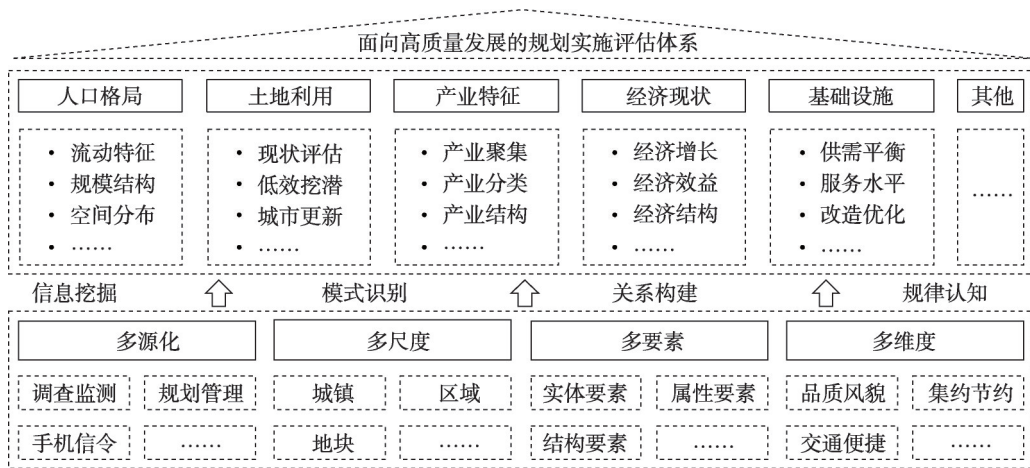 面向高质量发展的规划实施评估体系
人口格局 土地利用 产业特征 经济现状 基础设施 其他
• 流动特征 • 现状评估 • 产业聚集 • 经济增长 • 供需平衡
• 规模结构 • 低效挖潜 • 产业分类 • 经济效益 • 服务水平 ……
• 空间分布 • 城市更新 • 产业结构 • 经济结构 • 改造优化
• …… • …… • …… • …… • ……
信息挖掘 模式识别 关系构建 规律认知
多源化 多尺度 多要素 多维度
调查监测 规划管理 城镇 区域 实体要素 属性要素 品质风貌 集约节约
手机信令 …… 地块 …… 结构要素 …… 交通便捷 ……